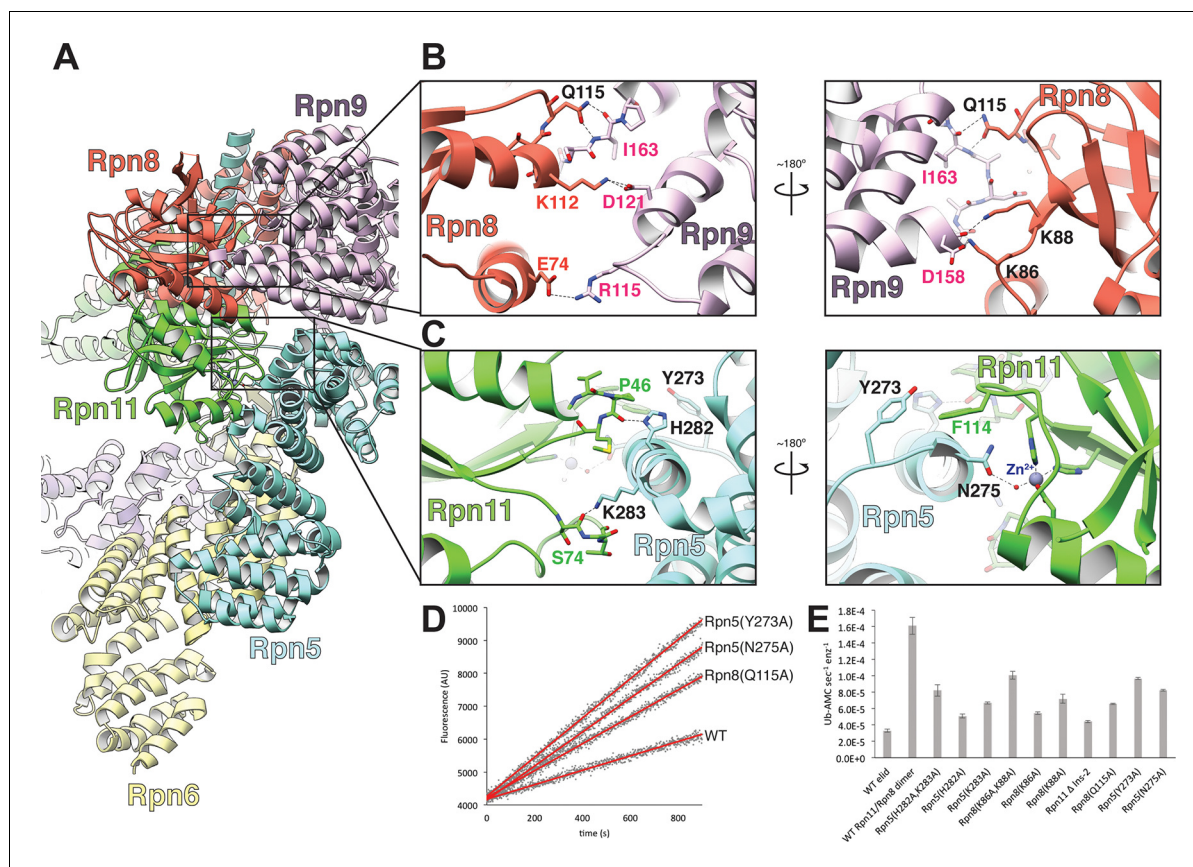 A
Rpn9
Rpn8
Rpn11
Rpn5
Rpn6
B
Q115
I163
K112
D121
Rpn8
Rpn9
E74
R115
~180º
Q115
Rpn8
I163
K88
D158
K86
Rpn9
C
P46
Y273
H282
Rpn11
K283
Rpn5
S74
~180º
Y273
Rpn11
F114
Zn²⁺
N275
Rpn5
D
10000
9000
8000
7000
6000
5000
4000
Fluorescence (AU)
0 200 400 600 800
time (s)
Rpn5(Y273A)
Rpn5(N275A)
Rpn8(Q115A)
WT
E
1.8E-4
1.6E-4
1.4E-4
1.2E-4
1.0E-4
8.0E-5
6.0E-5
4.0E-5
2.0E-5
0.0E+0
Ub-AMC sec⁻¹ enz⁻¹
WT elid
WT Rpn11/Rpn8 dimer
Rpn5(H282A,K283A)
Rpn5(H282A)
Rpn5(K283A)
Rpn8(K86A,K88A)
Rpn8(K86A)
Rpn8(K88A)
Rpn11 Δ Ins-2
Rpn8(Q115A)
Rpn5(Y273A)
Rpn5(N275A)